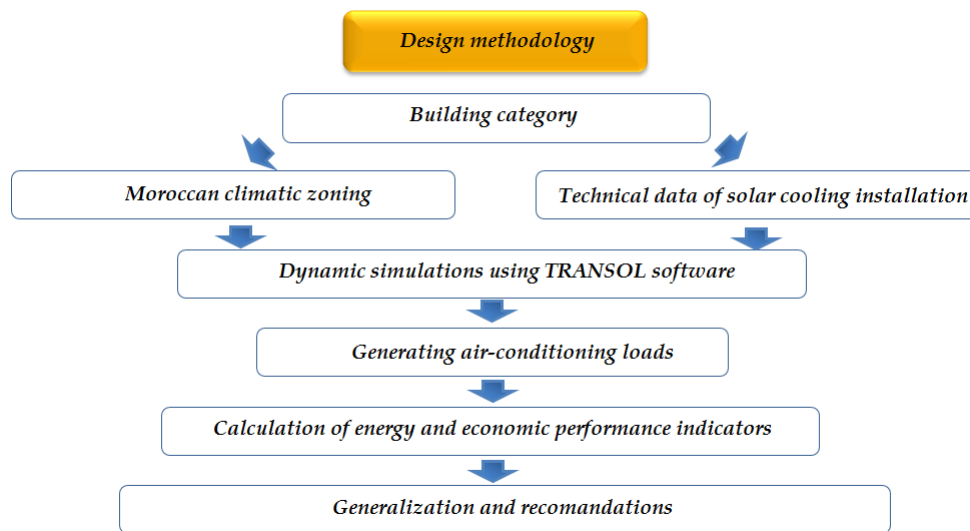 Design methodology
Building category
Moroccan climatic zoning
Technical data of solar cooling installation
Dynamic simulations using TRANSOL software
Generating air-conditioning loads
Calculation of energy and economic performance indicators
Generalization and recomandations